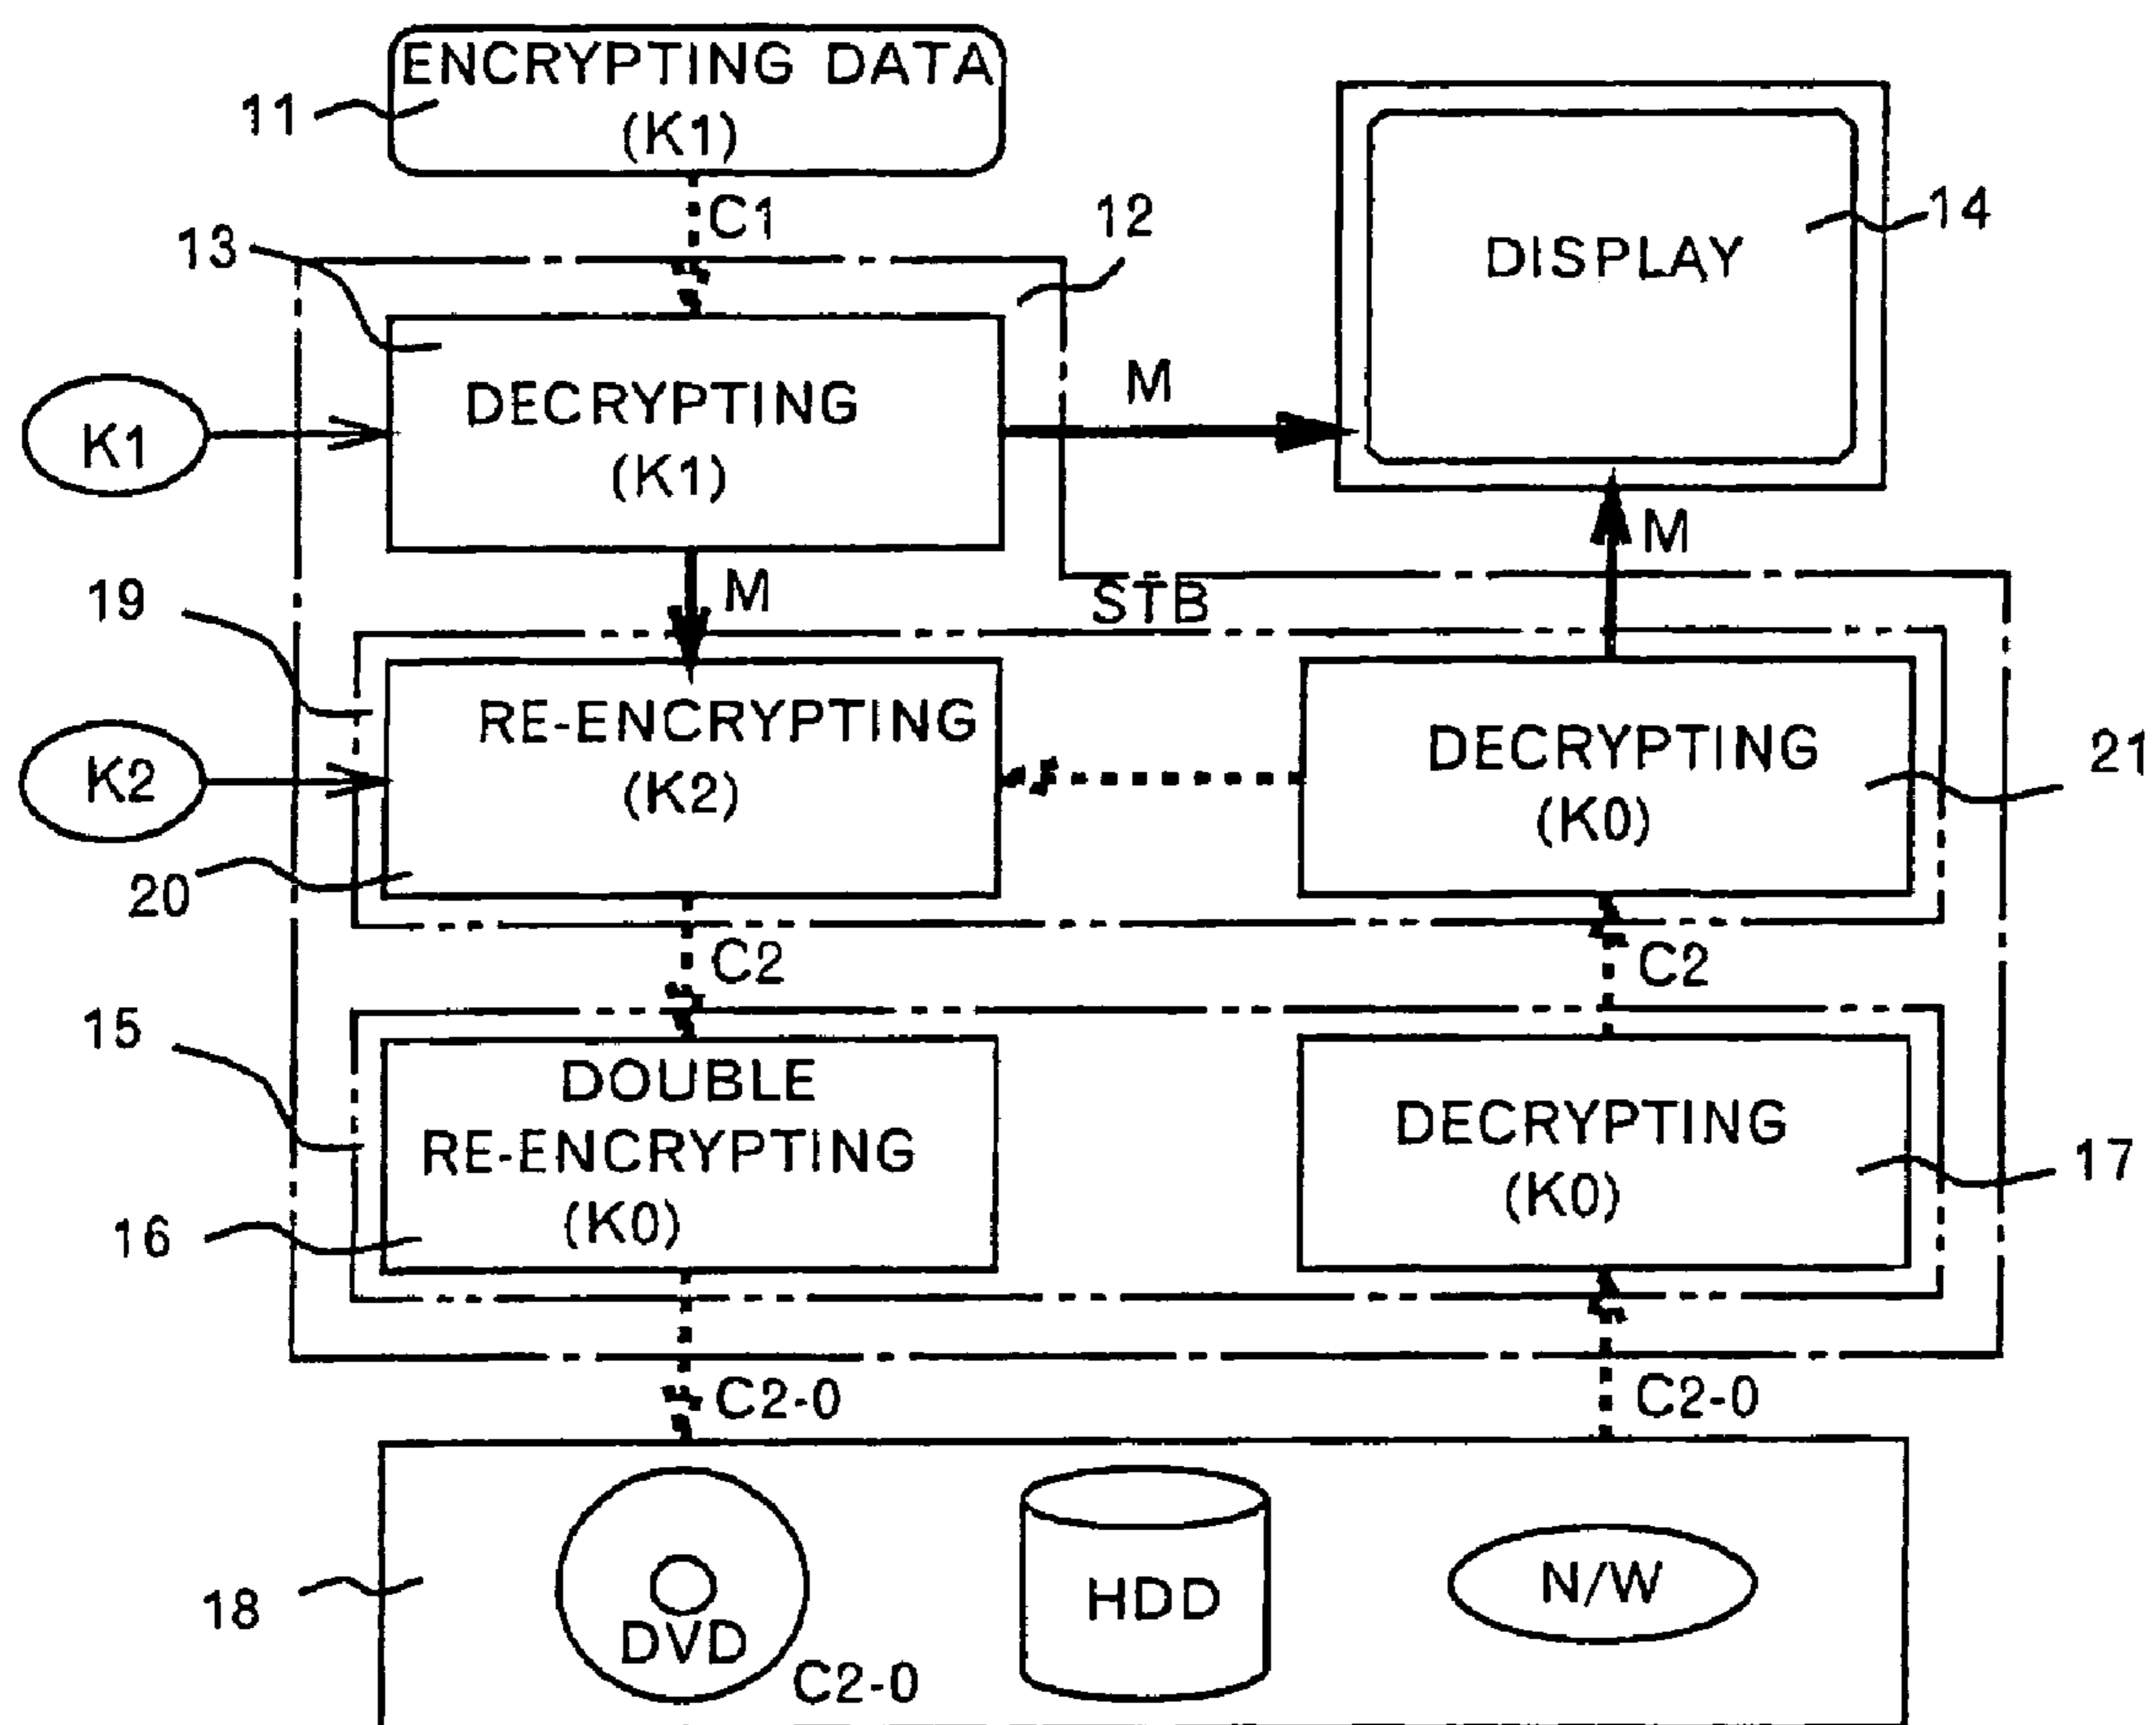 ENCRYPTING DATA
(K1)
11
C1
12
13
14
DISPLAY
DECRYPTING
(K1)
K1
M
M
M
STB
19
RE-ENCRYPTING
(K2)
K2
DECRYPTING
(K0)
21
20
C2
C2
15
DOUBLE
RE-ENCRYPTING
(K0)
16
DECRYPTING
(K0)
17
C2-0
C2-0
18
DVD
C2-0
HDD
N/W